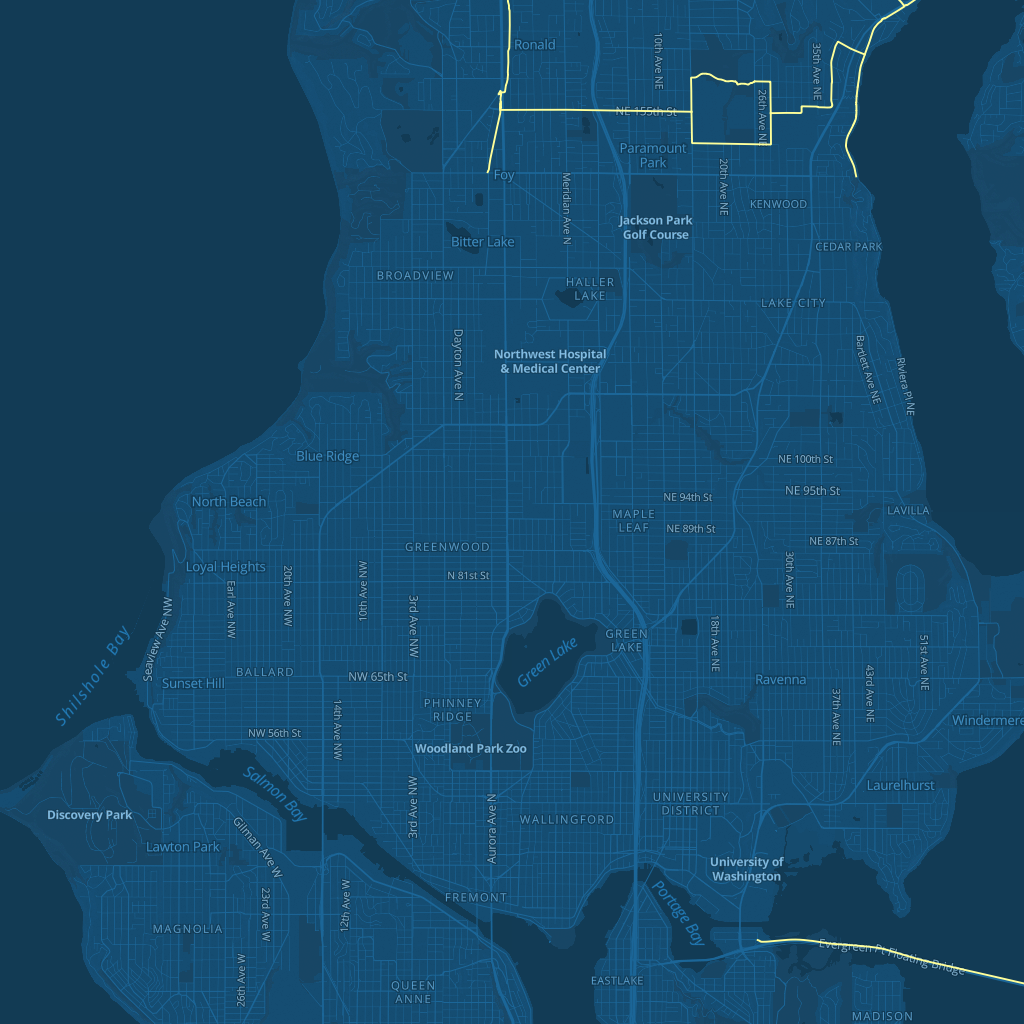 Ronald
10th Ave NE
35th Ave NE
26th Ave NE
NE 155th St
Paramount
Park
Foy
20th Ave NE
Meridian Ave N
KENWOOD
Jackson Park
Golf Course
Bitter Lake
CEDAR PARK
BROADVIEW
HALLER
LAKE
LAKE CITY
Dayton Ave N
Northwest Hospital
& Medical Center
Bartlett Ave NE
Riviera Pl NE
Blue Ridge
NE 100th St
North Beach
NE 94th St
NE 95th St
MAPLE
LEAF
NE 89th St
LAVILLA
NE 87th St
GREENWOOD
Loyal Heights
N 81st St
Earl Ave NW
20th Ave NW
10th Ave NW
3rd Ave NW
30th Ave NE
Seaview Ave NW
Shilshole Bay
Green Lake
GREEN
LAKE
18th Ave NE
51st Ave NE
BALLARD
NW 65th St
Sunset Hill
Ravenna
43rd Ave NE
37th Ave NE
PHINNEY
RIDGE
14th Ave NW
NW 56th St
Windermere
Woodland Park Zoo
Salmon Bay
Laurelhurst
Discovery Park
3rd Ave NW
Aurora Ave N
UNIVERSITY
DISTRICT
WALLINGFORD
Gilman Ave W
Lawton Park
University of
Washington
FREMONT
23rd Ave W
12th Ave W
Portage Bay
MAGNOLIA
Evergreen Pt Floating Bridge
26th Ave W
QUEEN
ANNE
EASTLAKE
MADISON